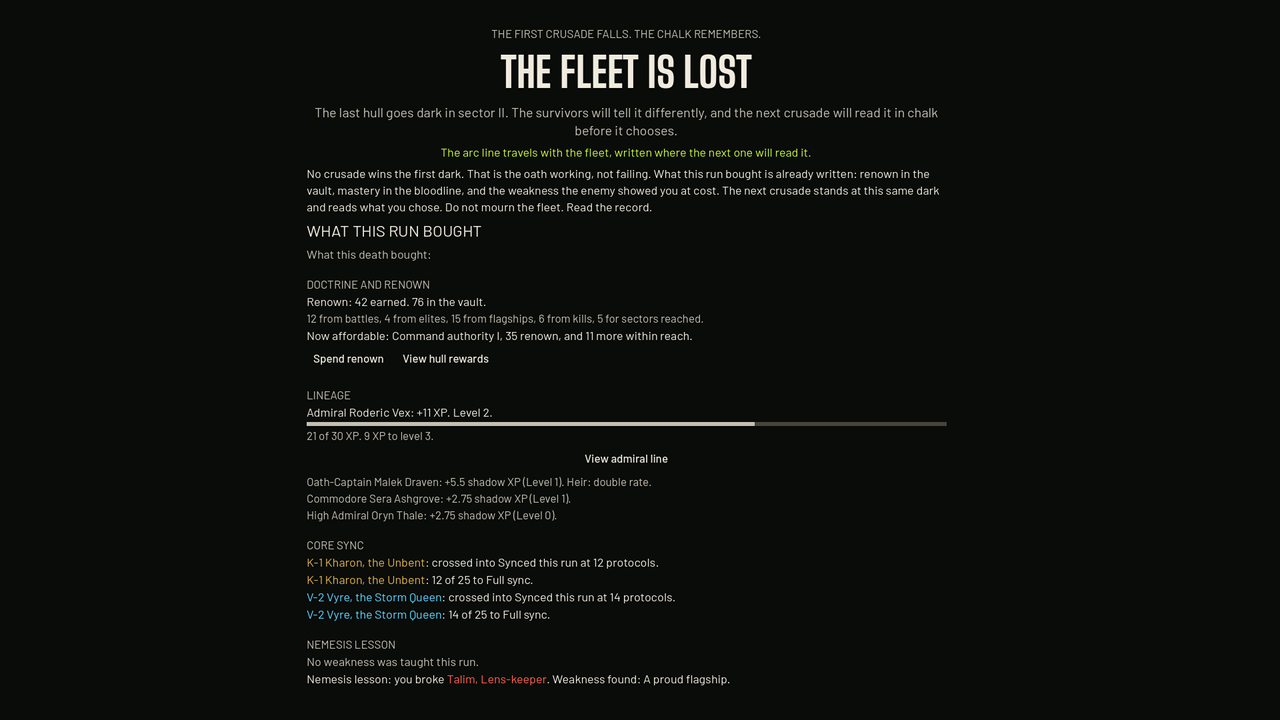 THE FIRST CRUSADE FALLS. THE CHALK REMEMBERS.
THE FLEET IS LOST
The last hull goes dark in sector II. The survivors will tell it differently, and the next crusade will read it in chalk
before it chooses.
The arc line travels with the fleet, written where the next one will read it.
No crusade wins the first dark. That is the oath working, not failing. What this run bought is already written: renown in the
vault, mastery in the bloodline, and the weakness the enemy showed you at cost. The next crusade stands at this same dark
and reads what you chose. Do not mourn the fleet. Read the record.
WHAT THIS RUN BOUGHT
What this death bought:
DOCTRINE AND RENOWN
Renown: 42 earned. 76 in the vault.
12 from battles, 4 from elites, 15 from flagships, 6 from kills, 5 for sectors reached.
Now affordable: Command authority I, 35 renown, and 11 more within reach.
Spend renown View hull rewards
LINEAGE
Admiral Roderic Vex: +11 XP. Level 2.
21 of 30 XP. 9 XP to level 3.
View admiral line
Oath-Captain Malek Draven: +5.5 shadow XP (Level 1). Heir: double rate.
Commodore Sera Ashgrove: +2.75 shadow XP (Level 1).
High Admiral Oryn Thale: +2.75 shadow XP (Level 0).
CORE SYNC
K-1 Kharon, the Unbent: crossed into Synced this run at 12 protocols.
K-1 Kharon, the Unbent: 12 of 25 to Full sync.
V-2 Vyre, the Storm Queen: crossed into Synced this run at 14 protocols.
V-2 Vyre, the Storm Queen: 14 of 25 to Full sync.
NEMESIS LESSON
No weakness was taught this run.
Nemesis lesson: you broke Talim, Lens-keeper. Weakness found: A proud flagship.